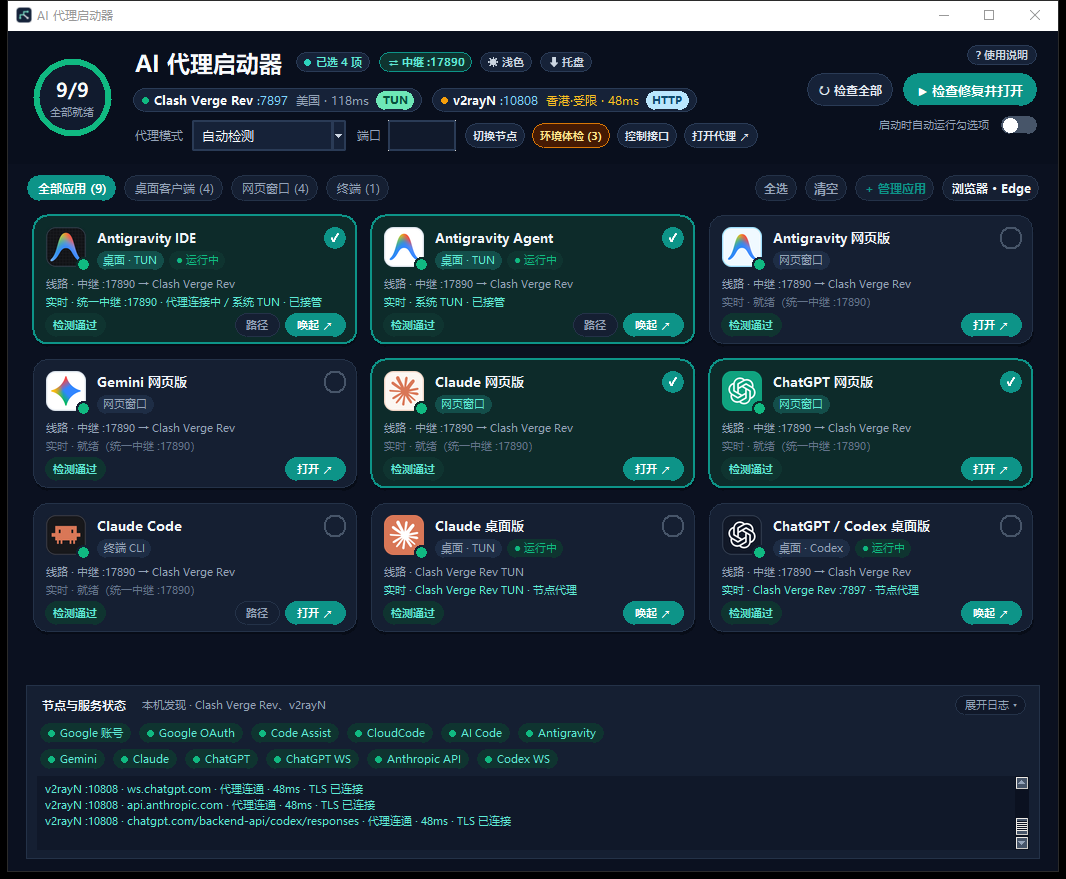 AI 代理启动器
9/9
全部就绪
AI 代理启动器
已选 4 项
⇄ 中继 :17890
☀ 浅色
⬇ 托盘
? 使用说明
Clash Verge Rev :7897 美国 · 118ms TUN
v2rayN :10808 香港·受限 · 48ms HTTP
检查全部
▶ 检查修复并打开
代理模式 自动检测 端口
切换节点
环境体检 (3)
控制接口
打开代理 ↗
启动时自动运行勾选项
全部应用 (9)
桌面客户端 (4)
网页窗口 (4)
终端 (1)
全选
清空
+ 管理应用
浏览器 • Edge
Antigravity IDE
桌面 · TUN
运行中
线路 · 中继 :17890 → Clash Verge Rev
实时 · 统一中继 :17890 · 代理连接中 / 系统 TUN · 已接管
检测通过
路径
唤起 ↗
Antigravity Agent
桌面 · TUN
运行中
线路 · 中继 :17890 → Clash Verge Rev
实时 · 系统 TUN · 已接管
检测通过
路径
唤起 ↗
Antigravity 网页版
网页窗口
线路 · 中继 :17890 → Clash Verge Rev
实时 · 就绪（统一中继 :17890）
检测通过
打开 ↗
Gemini 网页版
网页窗口
线路 · 中继 :17890 → Clash Verge Rev
实时 · 就绪（统一中继 :17890）
检测通过
打开 ↗
Claude 网页版
网页窗口
线路 · 中继 :17890 → Clash Verge Rev
实时 · 就绪（统一中继 :17890）
检测通过
打开 ↗
ChatGPT 网页版
网页窗口
线路 · 中继 :17890 → Clash Verge Rev
实时 · 就绪（统一中继 :17890）
检测通过
打开 ↗
Claude Code
终端 CLI
线路 · 中继 :17890 → Clash Verge Rev
实时 · 就绪（统一中继 :17890）
检测通过
路径
打开 ↗
Claude 桌面版
桌面 · TUN
运行中
线路 · Clash Verge Rev TUN
实时 · Clash Verge Rev TUN · 节点代理
检测通过
唤起 ↗
ChatGPT / Codex 桌面版
桌面 · Codex
运行中
线路 · 中继 :17890 → Clash Verge Rev
实时 · Clash Verge Rev :7897 · 节点代理
检测通过
唤起 ↗
节点与服务状态 本机发现 · Clash Verge Rev、v2rayN
展开日志 ▾
Google 账号
Google OAuth
Code Assist
CloudCode
AI Code
Antigravity
Gemini
Claude
ChatGPT
ChatGPT WS
Anthropic API
Codex WS
v2rayN :10808 · ws.chatgpt.com · 代理连通 · 48ms · TLS 已连接
v2rayN :10808 · api.anthropic.com · 代理连通 · 48ms · TLS 已连接
v2rayN :10808 · chatgpt.com/backend-api/codex/responses · 代理连通 · 48ms · TLS 已连接